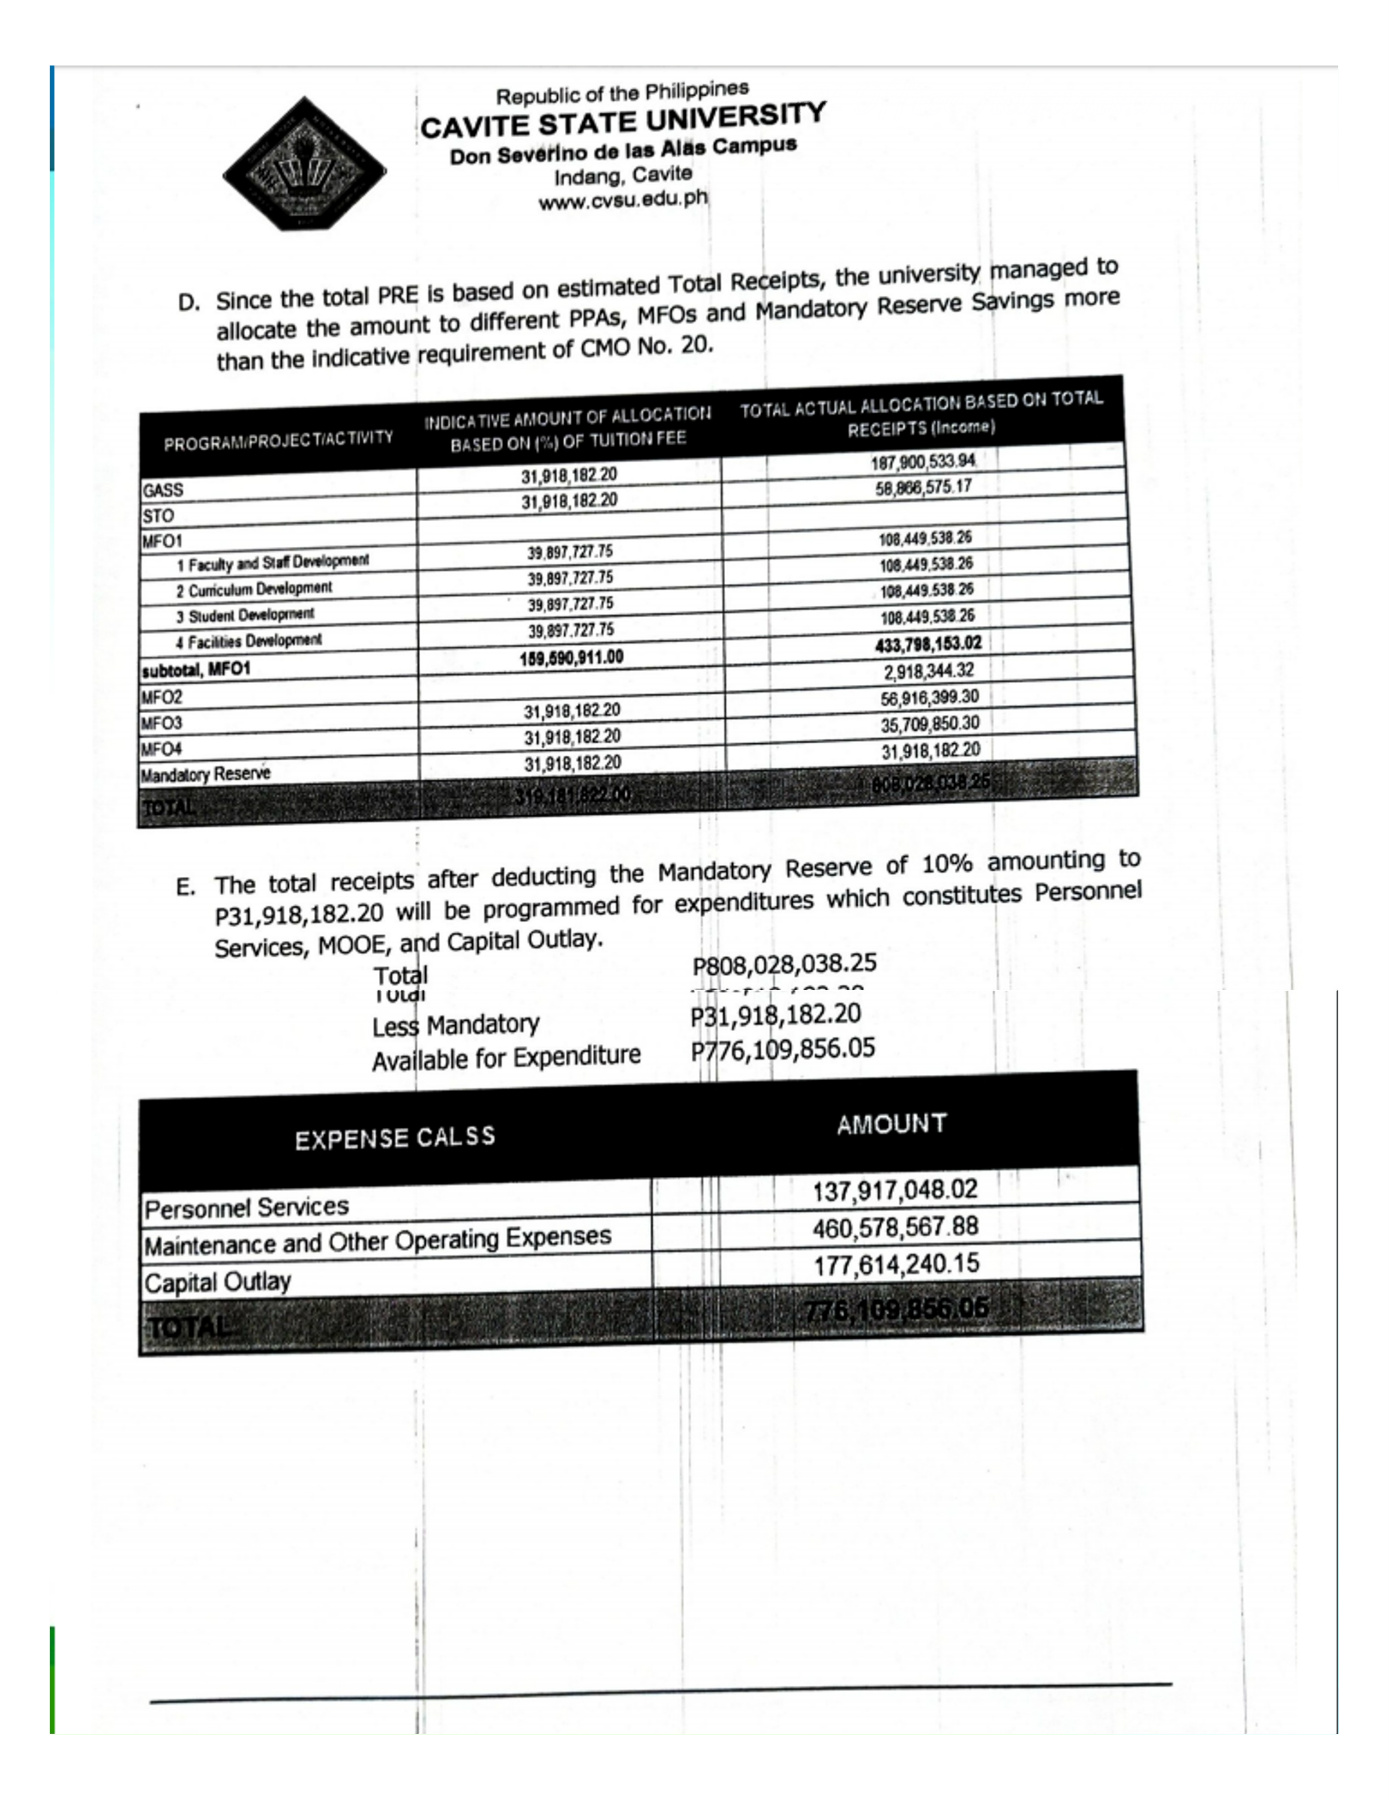 Republic of the Philippines
CAVITE STATE UNIVERSITY
Don Severino de las Alas Campus
Indang, Cavite
www.cvsu.edu.ph
D. Since the total PRE is based on estimated Total Receipts, the university managed to
allocate the amount to different PPAs, MFOs and Mandatory Reserve Savings more
than the indicative requirement of CMO No. 20.
PROGRAM/PROJECT/ACTIVITY INDICATIVE AMOUNT OF ALLOCATION TOTAL ACTUAL ALLOCATION BASED ON TOTAL
BASED ON (%) OF TUITION FEE RECEIPTS (Income)
GASS 31,918,182.20 187,900,533.94
STO 31,918,182.20 58,866,575.17
MFO1
1 Faculty and Staff Development 39,897,727.75 108,449,538.26
2 Curriculum Development 39,897,727.75 108,449,538.26
3 Student Development 39,897,727.75 108,449.538.26
4 Facilities Development 39,897.727.75 108,449,538.26
subtotal, MFO1 159,590,911.00 433,798,153.02
MFO2 2,918,344.32
MFO3 31,918,182.20 56,916,399.30
MFO4 31,918,182.20 35,709,850.30
Mandatory Reserve 31,918,182.20 31,918,182.20
TOTAL 319,181,822.00 808,028,038.25
E. The total receipts after deducting the Mandatory Reserve of 10% amounting to
P31,918,182.20 will be programmed for expenditures which constitutes Personnel
Services, MOOE, and Capital Outlay.
Total P808,028,038.25
Total
Less Mandatory P31,918,182.20
Available for Expenditure P776,109,856.05
EXPENSE CALSS AMOUNT
Personnel Services 137,917,048.02
Maintenance and Other Operating Expenses 460,578,567.88
Capital Outlay 177,614,240.15
TOTAL 776,109,856.05